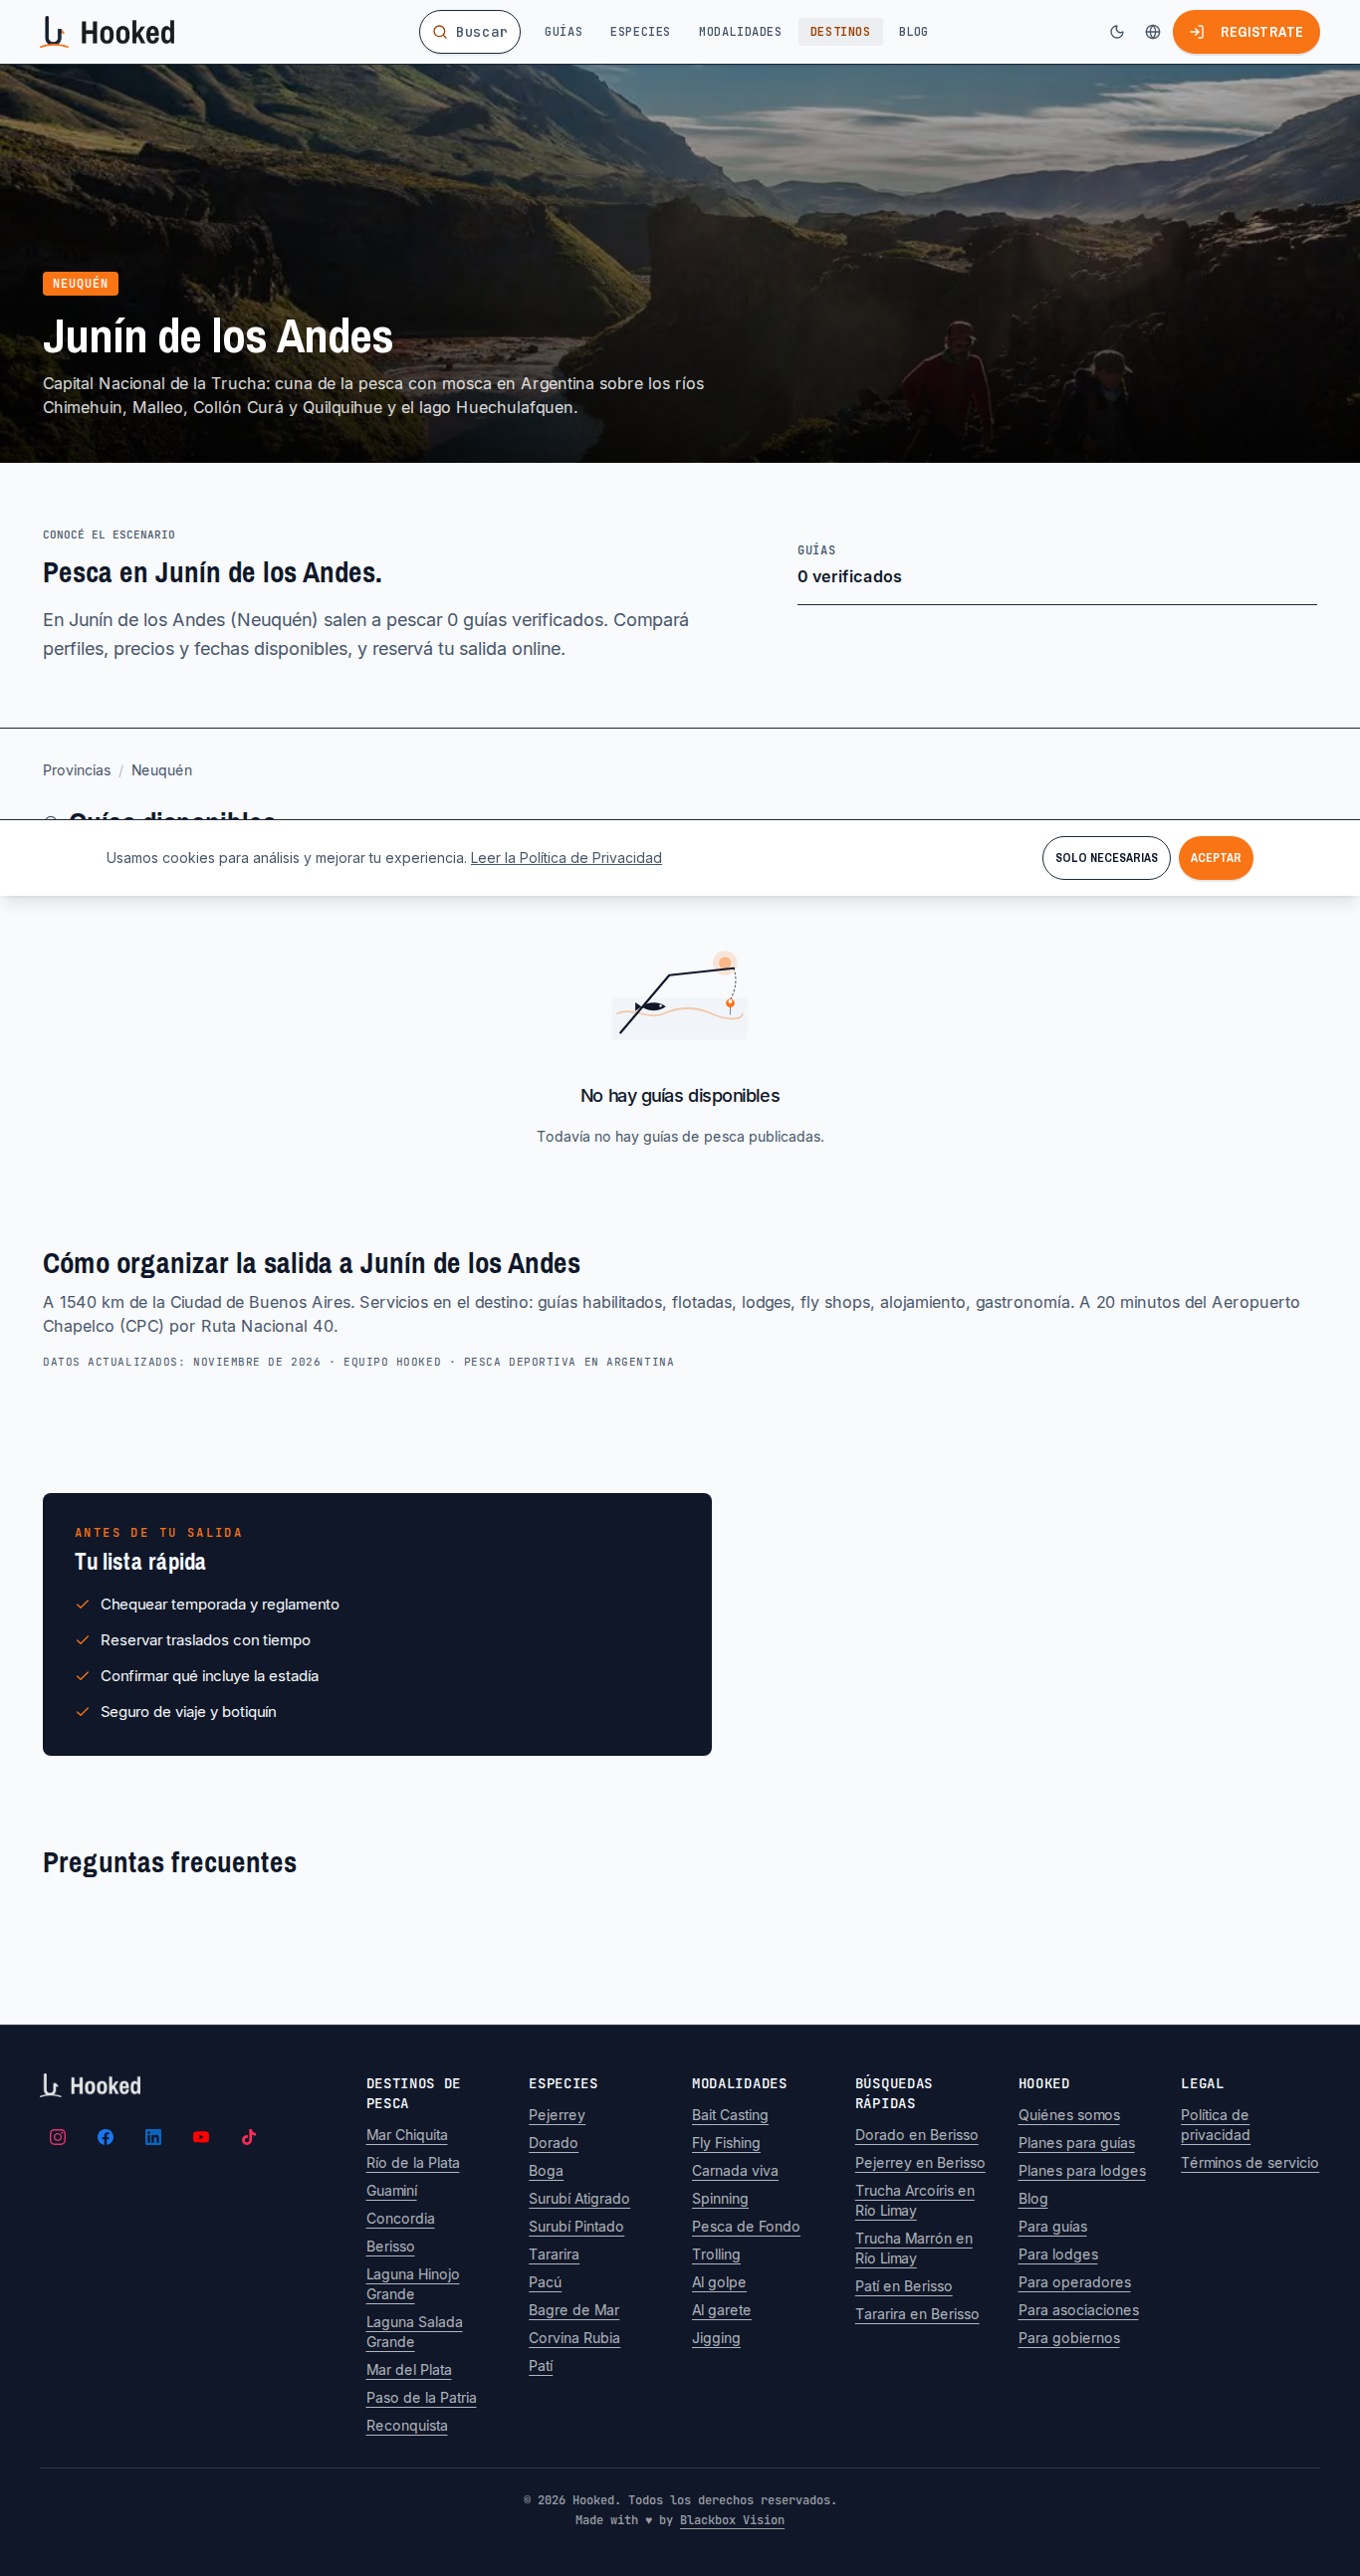 Hooked
Buscar
GUÍAS
ESPECIES
MODALIDADES
DESTINOS
BLOG
REGISTRATE
NEUQUÉN
Junín de los Andes
Capital Nacional de la Trucha: cuna de la pesca con mosca en Argentina sobre los ríos
Chimehuin, Malleo, Collón Curá y Quilquihue y el lago Huechulafquen.
CONOCÉ EL ESCENARIO
Pesca en Junín de los Andes.
En Junín de los Andes (Neuquén) salen a pescar 0 guías verificados. Compará
perfiles, precios y fechas disponibles, y reservá tu salida online.
GUÍAS
0 verificados
Provincias / Neuquén
Guías disponibles
Usamos cookies para análisis y mejorar tu experiencia. Leer la Política de Privacidad
SOLO NECESARIAS
ACEPTAR
No hay guías disponibles
Todavía no hay guías de pesca publicadas.
Cómo organizar la salida a Junín de los Andes
A 1540 km de la Ciudad de Buenos Aires. Servicios en el destino: guías habilitados, flotadas, lodges, fly shops, alojamiento, gastronomía. A 20 minutos del Aeropuerto
Chapelco (CPC) por Ruta Nacional 40.
DATOS ACTUALIZADOS: NOVIEMBRE DE 2026 · EQUIPO HOOKED · PESCA DEPORTIVA EN ARGENTINA
ANTES DE TU SALIDA
Tu lista rápida
Chequear temporada y reglamento
Reservar traslados con tiempo
Confirmar qué incluye la estadía
Seguro de viaje y botiquín
Preguntas frecuentes
Hooked
DESTINOS DE
PESCA
Mar Chiquita
Río de la Plata
Guaminí
Concordia
Berisso
Laguna Hinojo
Grande
Laguna Salada
Grande
Mar del Plata
Paso de la Patria
Reconquista
ESPECIES
Pejerrey
Dorado
Boga
Surubí Atigrado
Surubí Pintado
Tararira
Pacú
Bagre de Mar
Corvina Rubia
Patí
MODALIDADES
Bait Casting
Fly Fishing
Carnada viva
Spinning
Pesca de Fondo
Trolling
Al golpe
Al garete
Jigging
BÚSQUEDAS
RÁPIDAS
Dorado en Berisso
Pejerrey en Berisso
Trucha Arcoíris en
Río Limay
Trucha Marrón en
Río Limay
Patí en Berisso
Tararira en Berisso
HOOKED
Quiénes somos
Planes para guías
Planes para lodges
Blog
Para guías
Para lodges
Para operadores
Para asociaciones
Para gobiernos
LEGAL
Política de
privacidad
Términos de servicio
© 2026 Hooked. Todos los derechos reservados.
Made with ♥ by Blackbox Vision